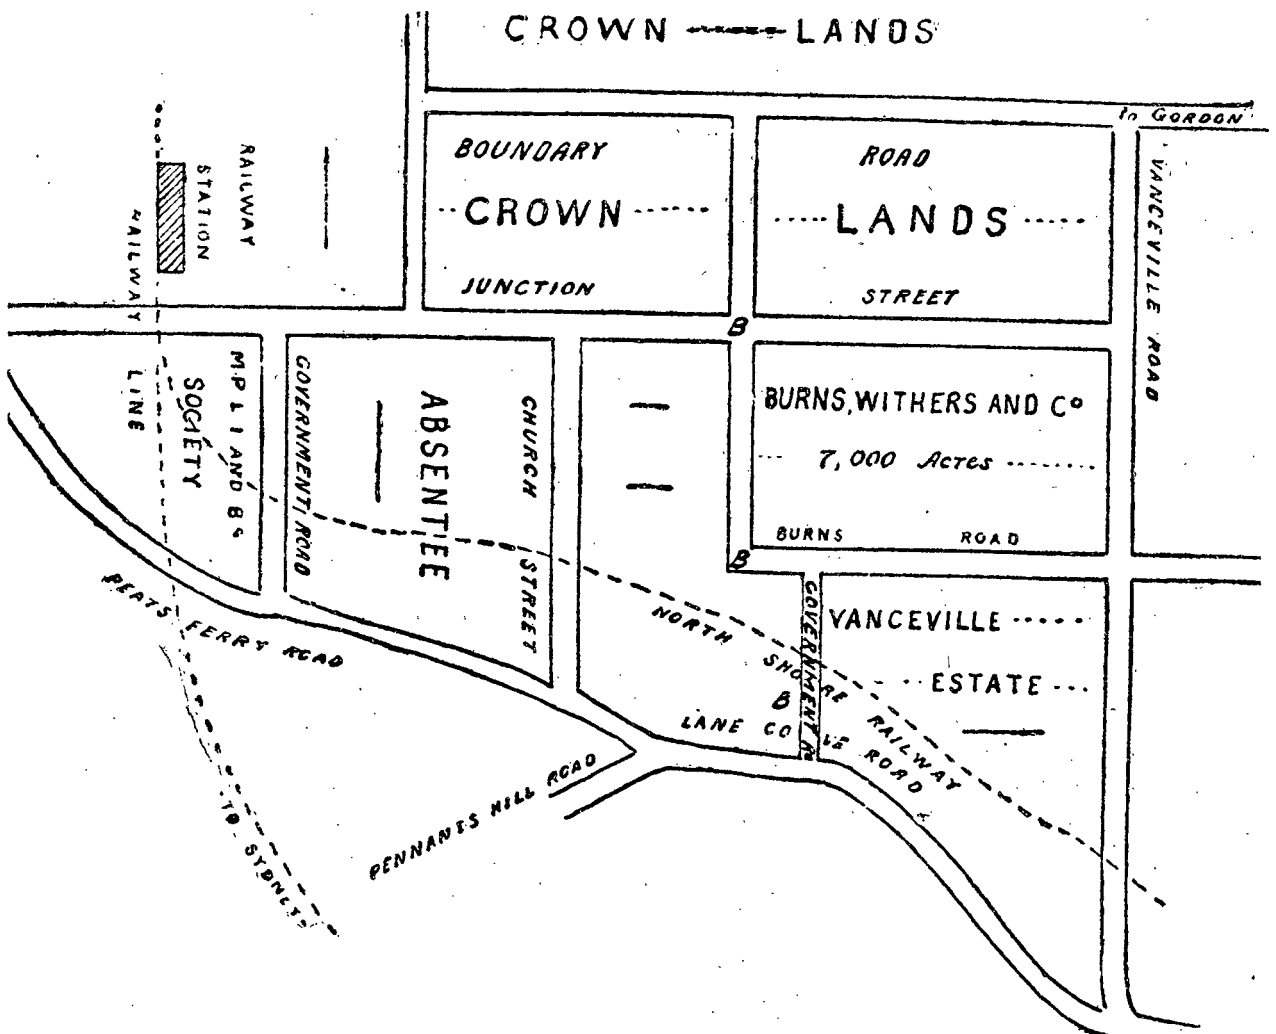 CROWN LANDS
to GORDON
BOUNDARY ROAD
CROWN LANDS
JUNCTION STREET
VANCEVILLE ROAD
RAILWAY
STATION
RAILWAY LINE
B
M.P L I AND Bᶜ
SOCIETY
GOVERNMENT ROAD
ABSENTEE
CHURCH STREET
BURNS, WITHERS AND Cº
7,000 Acres
BURNS ROAD
B
GOVERNMENT R
VANCEVILLE
ESTATE
NORTH SHORE RAILWAY
B
LANE COVE ROAD
PEATS FERRY ROAD
PENNANTS HILL ROAD
TO SYDNEY